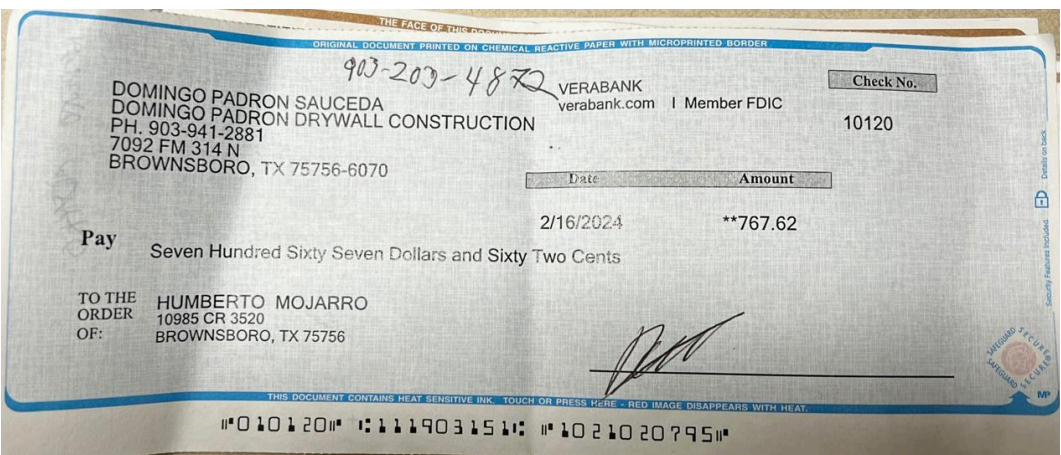 THE FACE OF THIS
ORIGINAL DOCUMENT PRINTED ON CHEMICAL REACTIVE PAPER WITH MICROPRINTED BORDER
903-203-4872
VERABANK
verabank.com | Member FDIC
Check No.
10120
DOMINGO PADRON SAUCEDA
DOMINGO PADRON DRYWALL CONSTRUCTION
PH. 903-941-2881
7092 FM 314 N
BROWNSBORO, TX 75756-6070
Date Amount
2/16/2024 **767.62
Pay
Seven Hundred Sixty Seven Dollars and Sixty Two Cents
TO THE
ORDER
OF:
HUMBERTO MOJARRO
10985 CR 3520
BROWNSBORO, TX 75756
Security Features Included. Details on back.
SAFEGUARD SECURE
SAFEGUARD SECURE
MP
THIS DOCUMENT CONTAINS HEAT SENSITIVE INK. TOUCH OR PRESS HERE - RED IMAGE DISAPPEARS WITH HEAT.
⑈010120⑈ ⑆111903151⑆ ⑈1021020795⑈